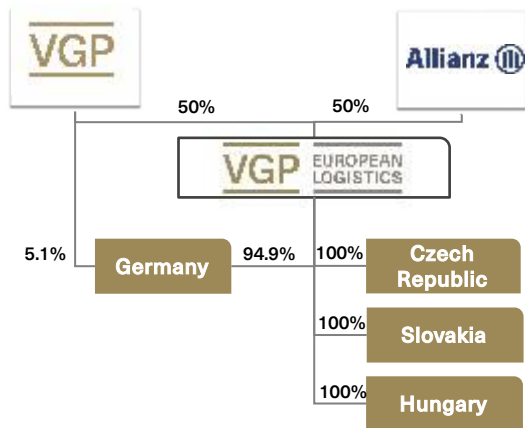 VGP
Allianz
50%
50%
VGP EUROPEAN
LOGISTICS
5.1%
Germany
94.9%
100%
Czech
Republic
100%
Slovakia
100%
Hungary